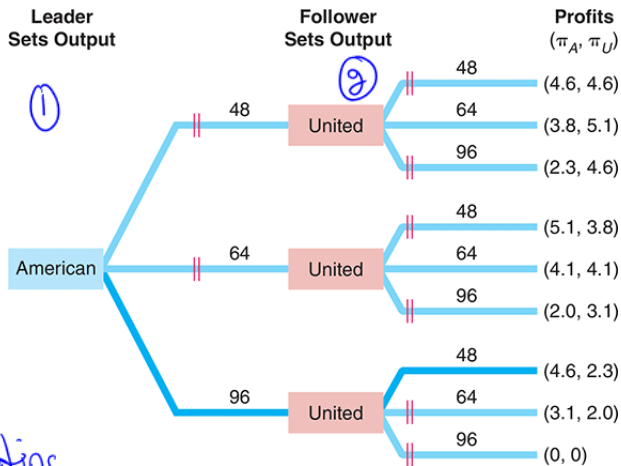 Leader
Sets Output
Follower
Sets Output
Profits
(πA, πU)
1
2
48
United
48
(4.6, 4.6)
64
(3.8, 5.1)
96
(2.3, 4.6)
American
64
United
48
(5.1, 3.8)
64
(4.1, 4.1)
96
(2.0, 3.1)
96
United
48
(4.6, 2.3)
64
(3.1, 2.0)
96
(0, 0)